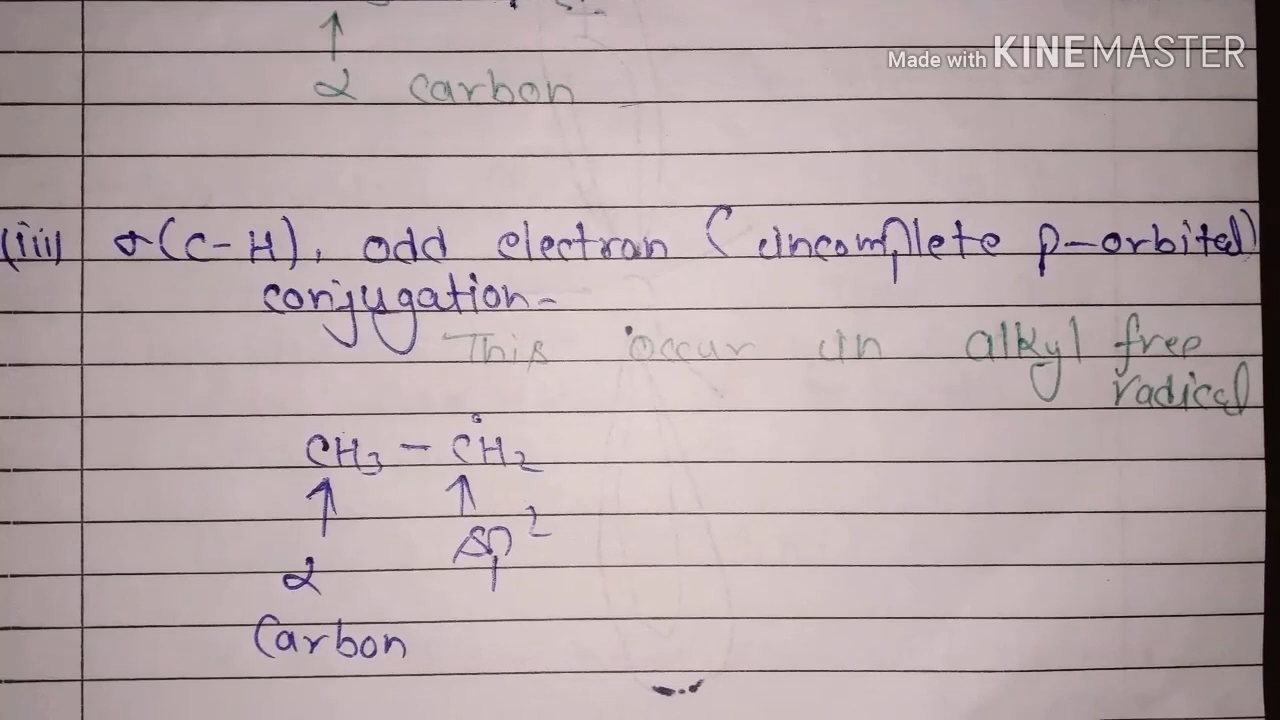 Made with KINEMASTER
↑
α carbon
(iii) σ(C-H), odd electron (incomplete p-orbital)
conjugation-
This occur in alkyl free
radical
CH₃ - ĊH₂
↑ ↑
α sp²
Carbon